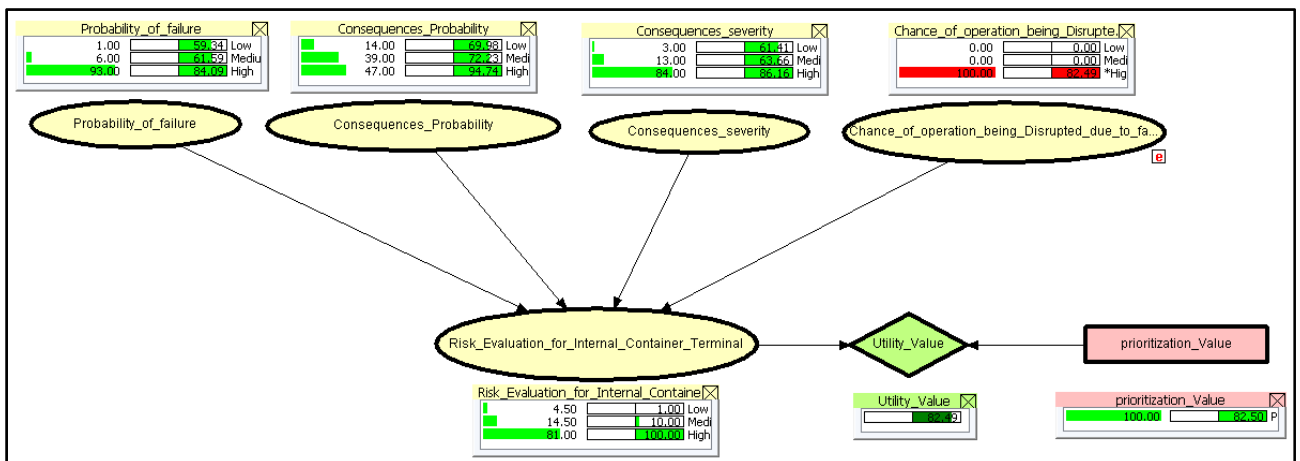 Probability_of_failure
1.00 59.34 Low
6.00 61.59 Mediu
93.00 84.09 High
Consequences_Probability
14.00 69.98 Low
39.00 72.23 Medi
47.00 94.74 High
Consequences_severity
3.00 61.41 Low
13.00 63.66 Medi
84.00 86.16 High
Chance_of_operation_being_Disrupte.
0.00 0.00 Low
0.00 0.00 Medi
100.00 82.49 *Hig
Probability_of_failure
Consequences_Probability
Consequences_severity
Chance_of_operation_being_Disrupted_due_to_fa...
e
Risk_Evaluation_for_Internal_Container_Terminal
Utility_Value
prioritization_Value
Risk_Evaluation_for_Internal_Containe
4.50 1.00 Low
14.50 10.00 Medi
81.00 100.00 High
Utility_Value
82.49
prioritization_Value
100.00 82.50 P